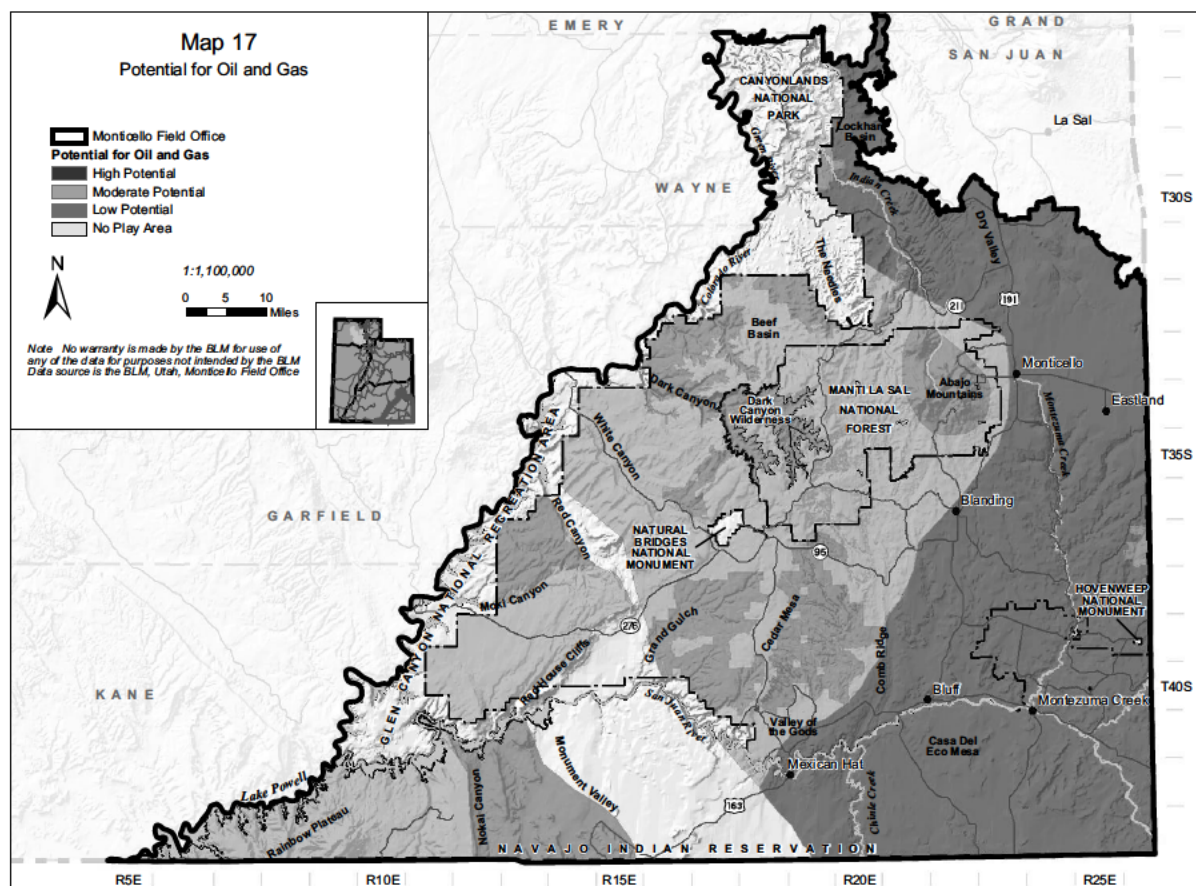 Map 17
Potential for Oil and Gas
Monticello Field Office
Potential for Oil and Gas
High Potential
Moderate Potential
Low Potential
No Play Area
N
1:1,100,000
0 5 10
Miles
Note No warranty is made by the BLM for use of
any of the data for purposes not intended by the BLM
Data source is the BLM, Utah, Monticello Field Office
EMERY
GRAND
SAN JUAN
CANYONLANDS
NATIONAL
PARK
Lockhart
Basin
La Sal
Green River
WAYNE
Indian Creek
T30S
Dry Valley
The Needles
Colorado River
211
191
Beef
Basin
Monticello
Dark Canyon
Dark
Canyon
Wilderness
MANTI LA SAL
NATIONAL
FOREST
Abajo
Mountains
Eastland
Montezuma Creek
White Canyon
T35S
GLEN CANYON NATIONAL RECREATION AREA
GARFIELD
Red Canyon
Blanding
NATURAL
BRIDGES
NATIONAL
MONUMENT
95
HOVENWEEP
NATIONAL
MONUMENT
Moki Canyon
276
Grand Gulch
Cedar Mesa
Comb Ridge
Red House Cliffs
KANE
T40S
San Juan River
Bluff
Montezuma Creek
Valley of
the Gods
Casa Del
Eco Mesa
Mexican Hat
Monument Valley
Lake Powell
Nokai Canyon
163
Chinle Creek
Rainbow Plateau
NAVAJO INDIAN RESERVATION
R5E R10E R15E R20E R25E